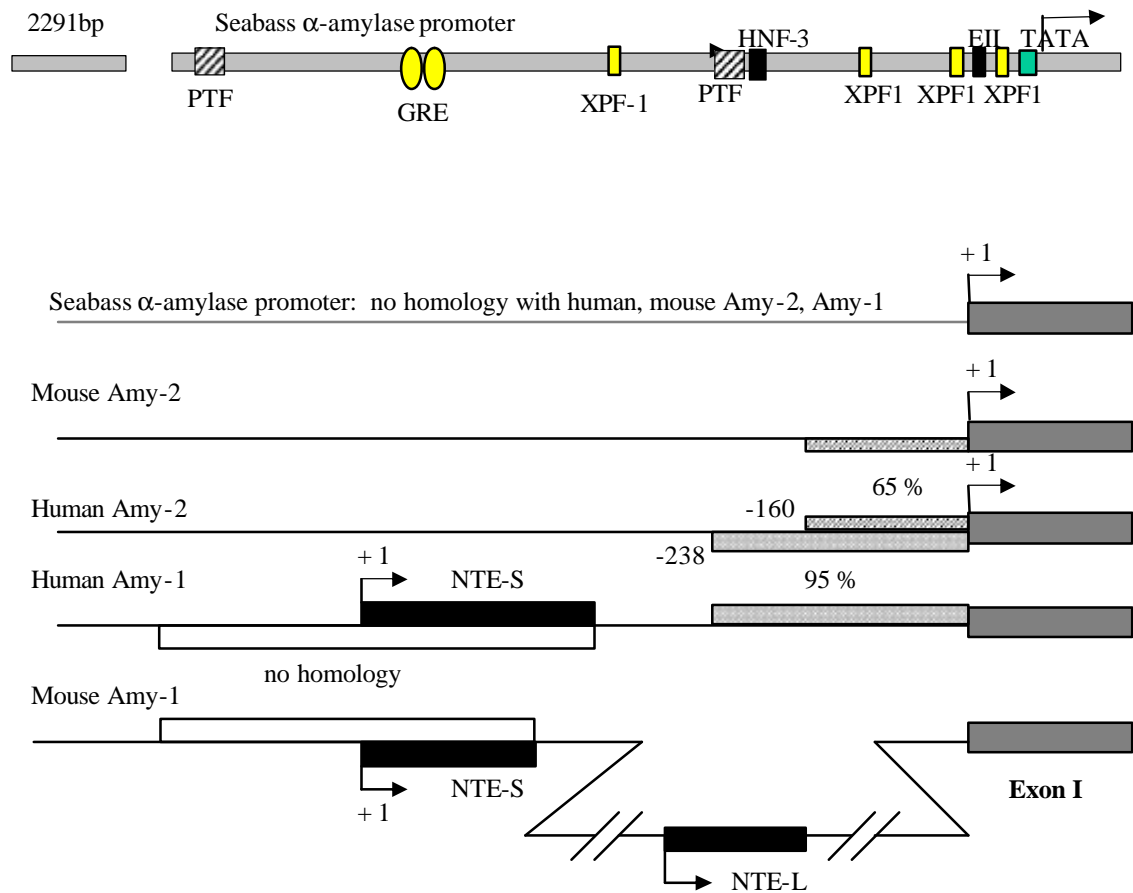 2291bp
Seabass α-amylase promoter
HNF-3
EII
TATA
PTF
GRE
XPF-1
PTF
XPF1
XPF1
XPF1
+ 1
Seabass α-amylase promoter: no homology with human, mouse Amy-2, Amy-1
+ 1
Mouse Amy-2
+ 1
65 %
Human Amy-2
-160
+ 1
NTE-S
-238
Human Amy-1
95 %
no homology
Mouse Amy-1
NTE-S
Exon I
+ 1
NTE-L